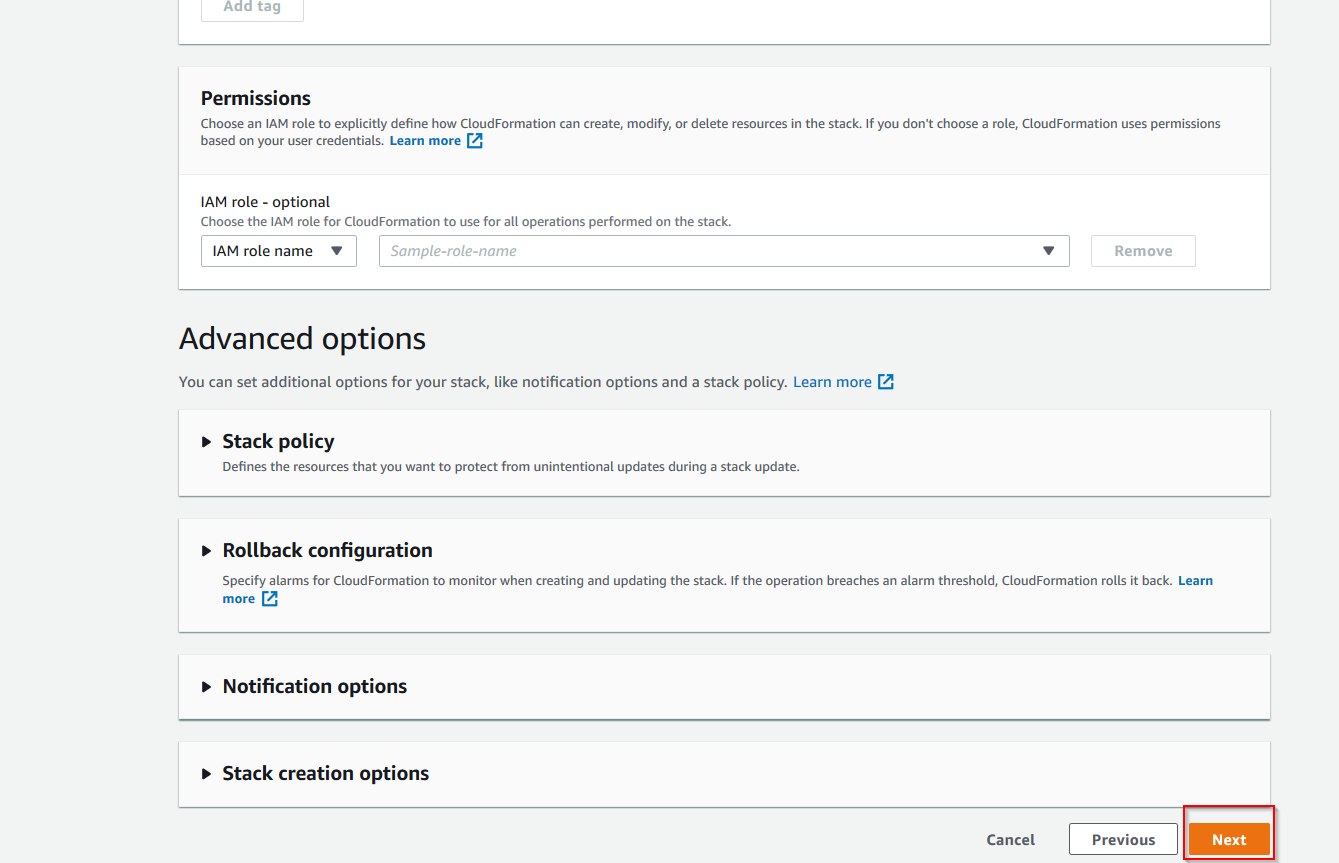 Add tag
Permissions
Choose an IAM role to explicitly define how CloudFormation can create, modify, or delete resources in the stack. If you don't choose a role, CloudFormation uses permissions
based on your user credentials. Learn more
IAM role - optional
Choose the IAM role for CloudFormation to use for all operations performed on the stack.
IAM role name Sample-role-name Remove
Advanced options
You can set additional options for your stack, like notification options and a stack policy. Learn more
Stack policy
Defines the resources that you want to protect from unintentional updates during a stack update.
Rollback configuration
Specify alarms for CloudFormation to monitor when creating and updating the stack. If the operation breaches an alarm threshold, CloudFormation rolls it back. Learn
more
Notification options
Stack creation options
Cancel Previous Next